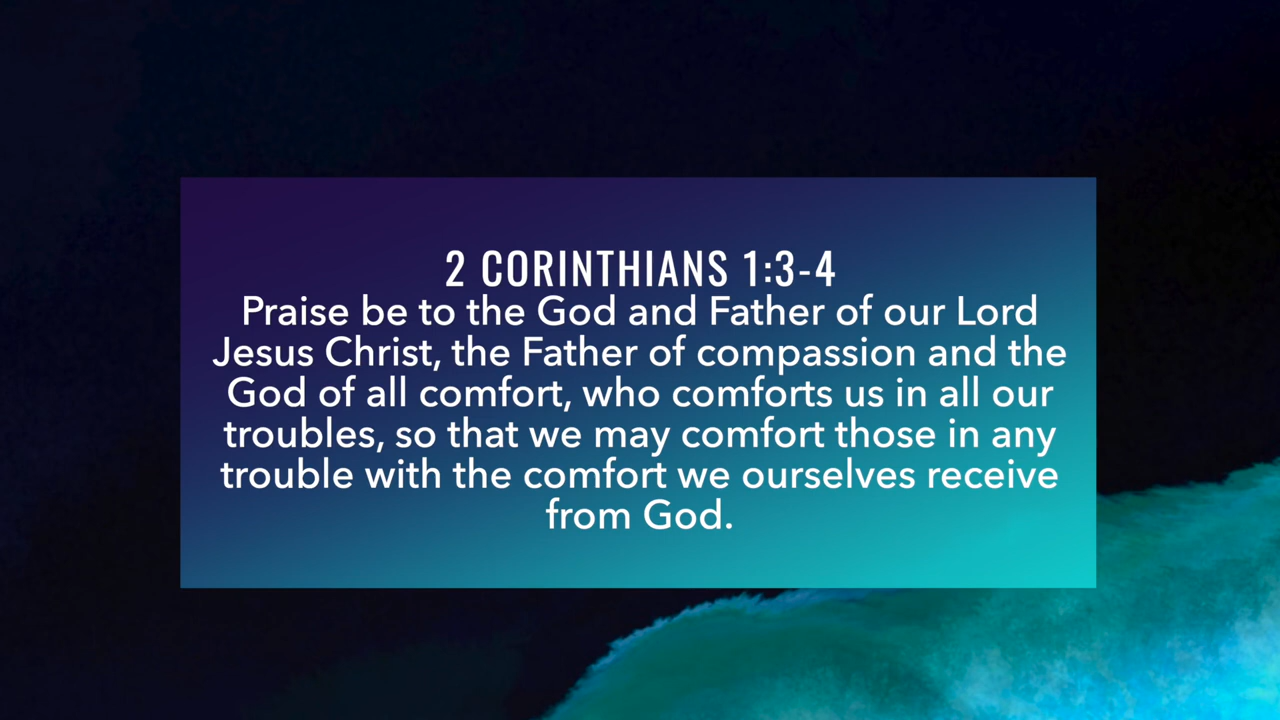 2 CORINTHIANS 1:3-4
Praise be to the God and Father of our Lord
Jesus Christ, the Father of compassion and the
God of all comfort, who comforts us in all our
troubles, so that we may comfort those in any
trouble with the comfort we ourselves receive
from God.